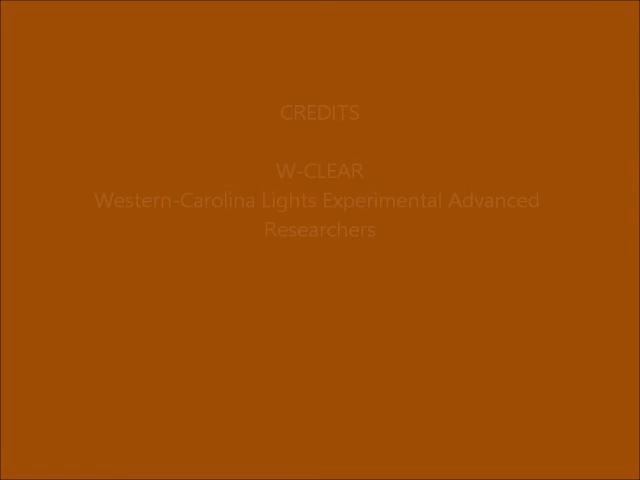 CREDITS
W-CLEAR
Western-Carolina Lights Experimental Advanced
Researchers